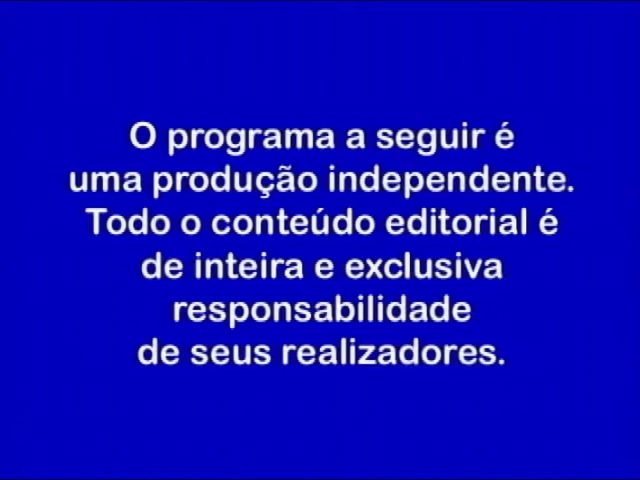 O programa a seguir é
uma produção independente.
Todo o conteúdo editorial é
de inteira e exclusiva
responsabilidade
de seus realizadores.